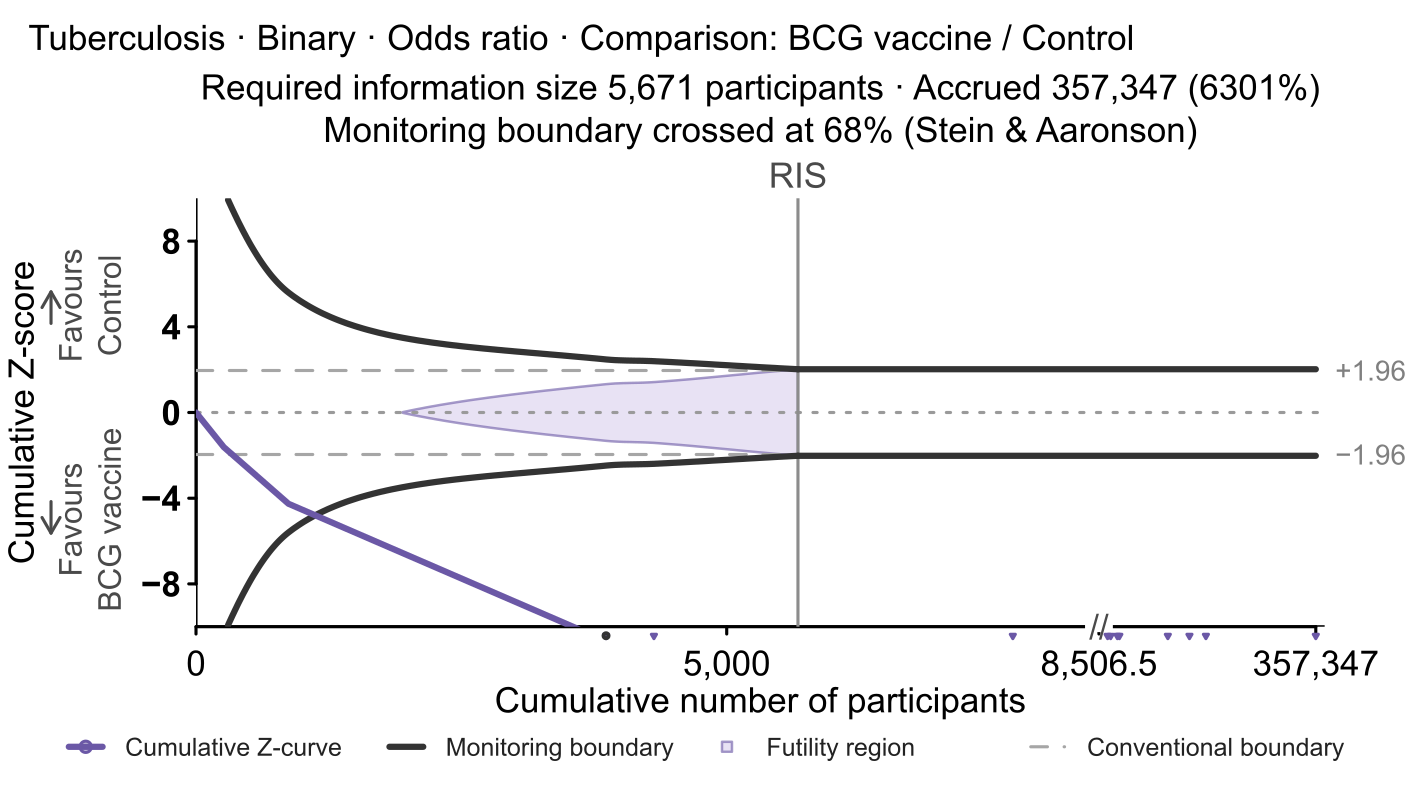 Tuberculosis · Binary · Odds ratio · Comparison: BCG vaccine / Control
Required information size 5,671 participants · Accrued 357,347 (6301%)
Monitoring boundary crossed at 68% (Stein & Aaronson)
RIS
Cumulative Z-score
Favours
Control
Favours
BCG vaccine
8
4
0
−4
−8
+1.96
−1.96
0
5,000
8,506.5
357,347
Cumulative number of participants
Cumulative Z-curve
Monitoring boundary
Futility region
Conventional boundary